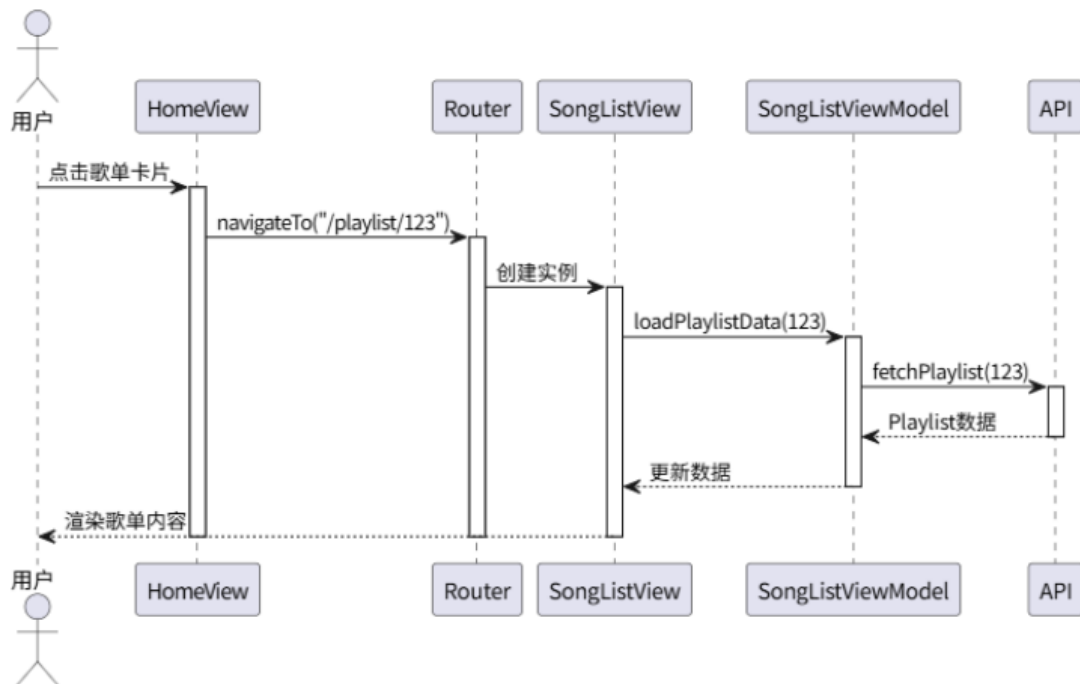 用户
HomeView
Router
SongListView
SongListViewModel
API
点击歌单卡片
navigateTo("/playlist/123")
创建实例
loadPlaylistData(123)
fetchPlaylist(123)
Playlist数据
更新数据
渲染歌单内容
用户
HomeView
Router
SongListView
SongListViewModel
API